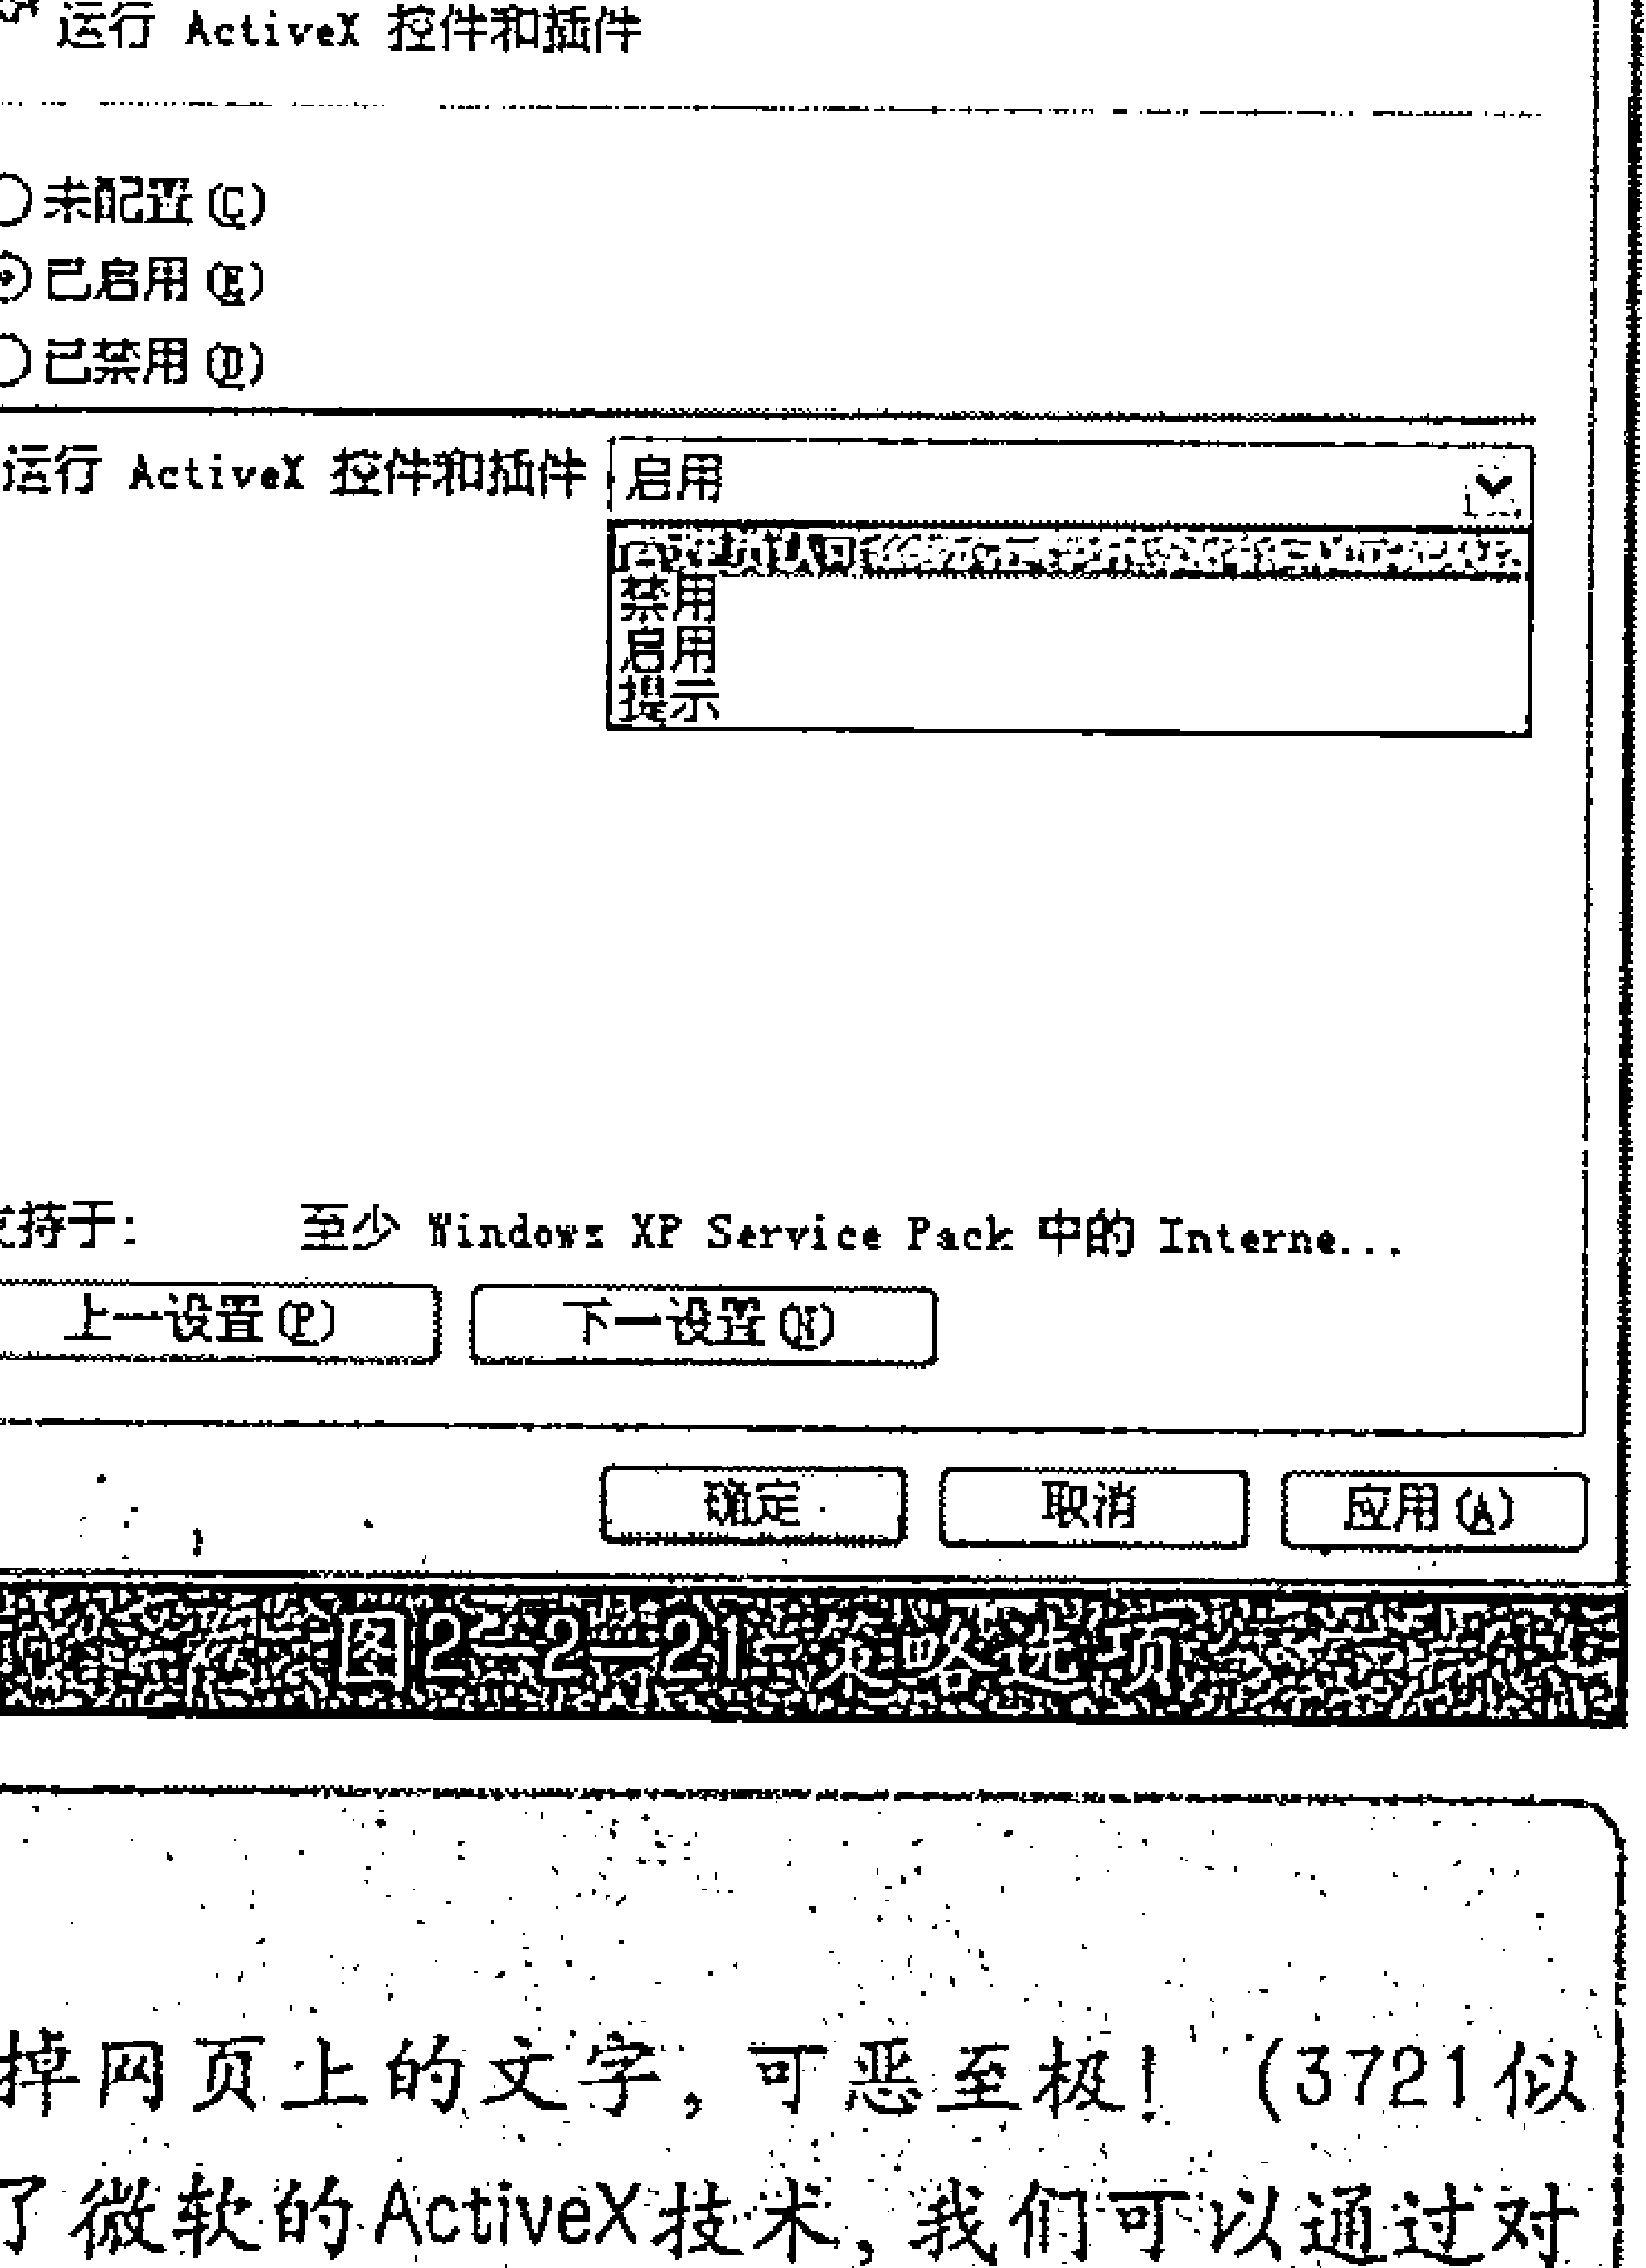 运行 ActiveX 控件和插件
未配置(C)
已启用(E)
已禁用(D)
运行 ActiveX 控件和插件 启用
管理员认可
禁用
启用
提示
支持于: 至少 Windows XP Service Pack 中的 Interne...
上一设置(P) 下一设置(N)
确定 取消 应用(A)
图2-2-21 策略选项
掉网页上的文字,可恶至极! (3721似
了微软的ActiveX技术,我们可以通过对